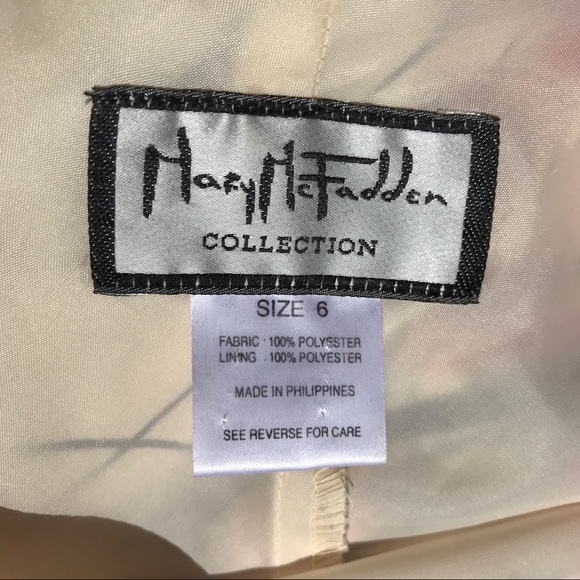 Mary McFadden
COLLECTION
SIZE 6
FABRIC · 100% POLYESTER
LINING · 100% POLYESTER
MADE IN PHILIPPINES
SEE REVERSE FOR CARE